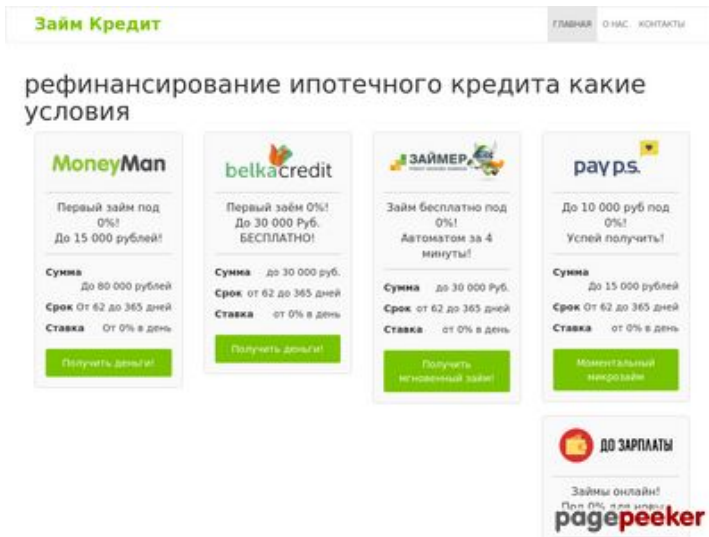 Займ Кредит
ГЛАВНАЯ О НАС КОНТАКТЫ
рефинансирование ипотечного кредита какие
условия
MoneyMan
Первый займ под
0%!
До 15 000 рублей!
Сумма
До 80 000 рублей
Срок От 62 до 365 дней
Ставка От 0% в день
Получить деньги!
belkacredit
Первый заём 0%!
До 30 000 Руб.
БЕСПЛАТНО!
Сумма до 30 000 руб.
Срок от 62 до 365 дней
Ставка от 0% в день
Получить деньги!
ЗАЙМЕР
Займ бесплатно под
0%!
Автоматом за 4
минуты!
Сумма до 30 000 Руб.
Срок от 62 до 365 дней
Ставка от 0% в день
Получить
мгновенный займ!
pay p.s.
До 10 000 руб под
0%!
Успей получить!
Сумма
До 15 000 рублей
Срок От 62 до 365 дней
Ставка от 0% в день
Моментальный
микрозайм
ДО ЗАРПЛАТЫ
Займы онлайн!
Под 0% для новых
pagepeeker